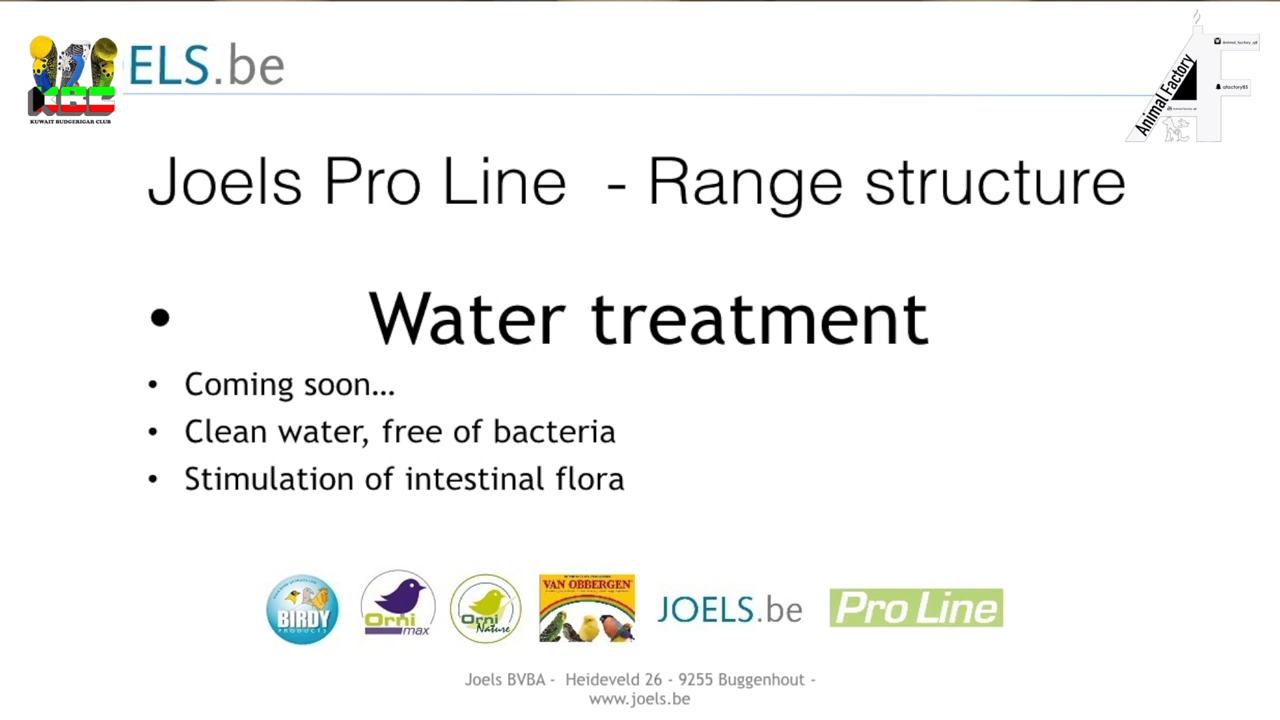 ELS.be
KBC
KUWAIT BUDGERIGAR CLUB
Animal Factory
AF
Joels Pro Line - Range structure
• Water treatment
• Coming soon…
• Clean water, free of bacteria
• Stimulation of intestinal flora
BIRDY
PRODUCTS
Orni
max
Orni
Nature
VAN OBBERGEN
JOELS.be
Pro Line
Joels BVBA - Heideveld 26 - 9255 Buggenhout -
www.joels.be